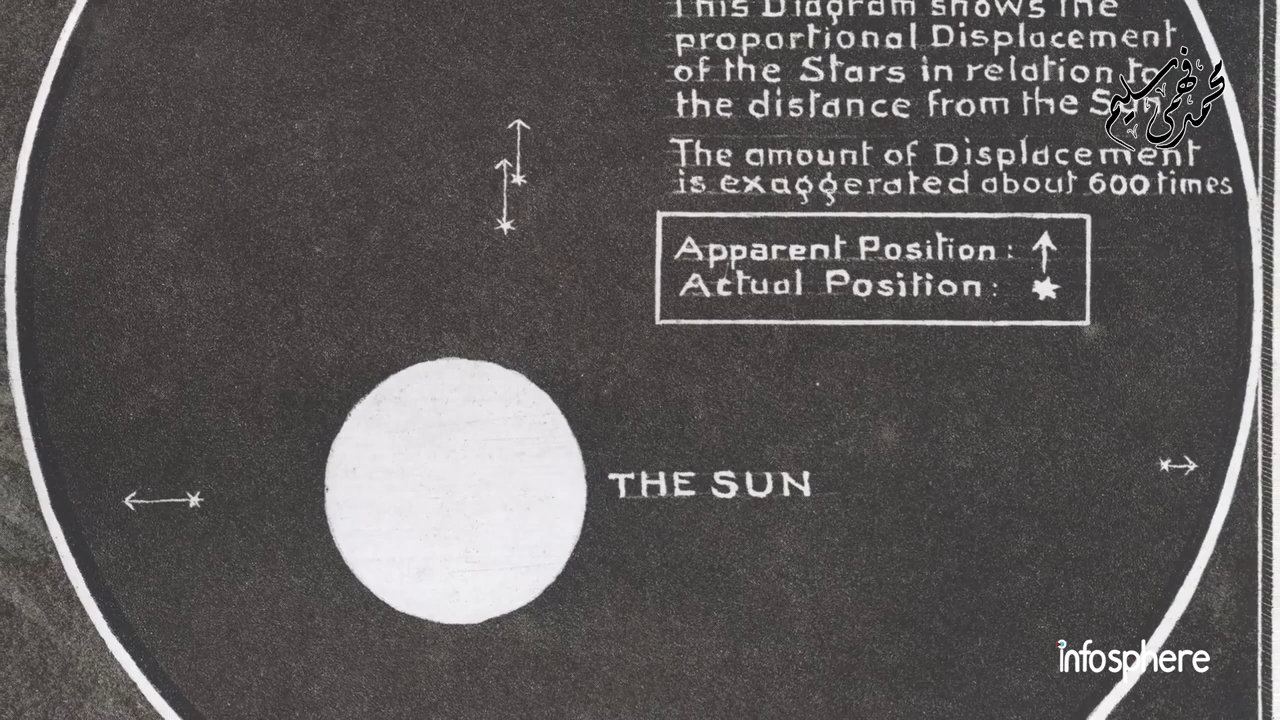 This Diagram shows the
proportional Displacement
of the Stars in relation to
the distance from the Sun
محمد فهمي سليم
The amount of Displacement
is exaggerated about 600 times
Apparent Position :
Actual Position :
THE SUN
infosphere